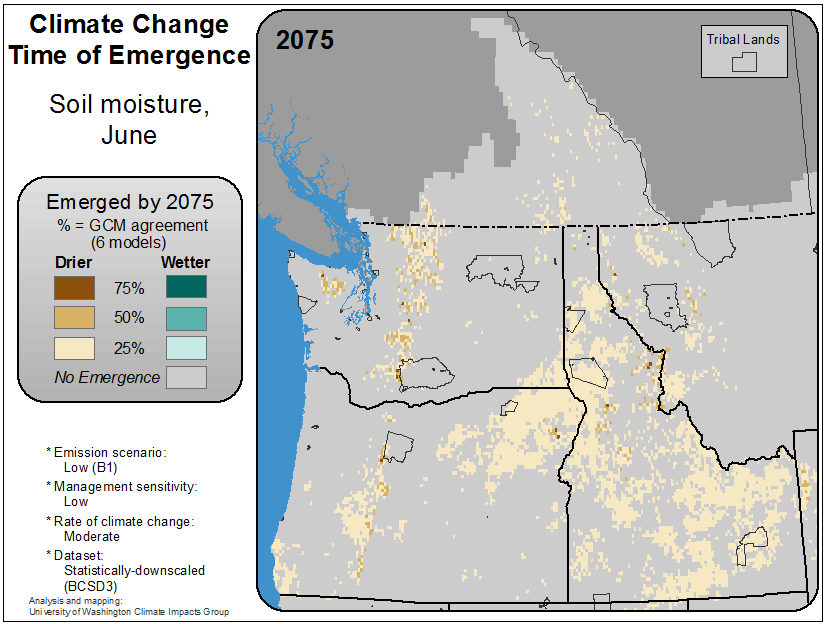 Climate Change
Time of Emergence
Soil moisture,
June
Emerged by 2075
% = GCM agreement
(6 models)
Drier Wetter
75%
50%
25%
No Emergence
* Emission scenario:
Low (B1)
* Management sensitivity:
Low
* Rate of climate change:
Moderate
* Dataset:
Statistically-downscaled
(BCSD3)
Analysis and mapping:
University of Washington Climate Impacts Group
2075
Tribal Lands